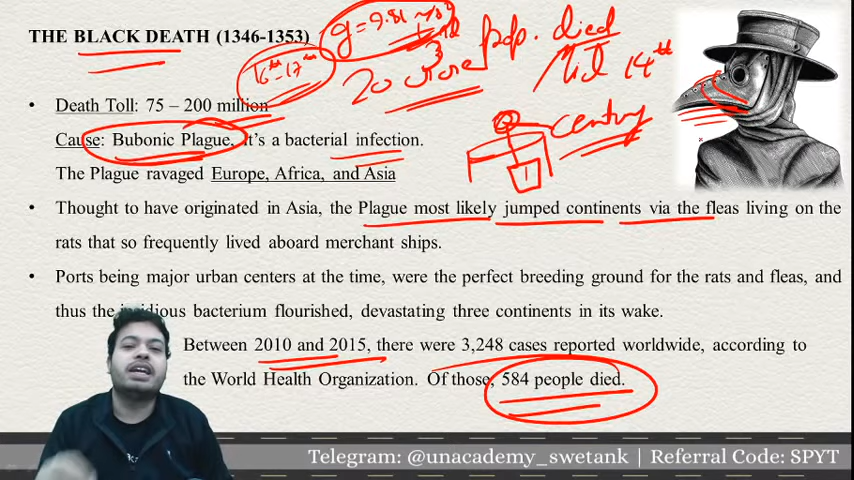 THE BLACK DEATH (1346-1353)
g=9.81 m/s²
pop. died
16th-17th
20 crore
Mid 14th
century
• Death Toll: 75 – 200 million
Cause: Bubonic Plague, It's a bacterial infection.
The Plague ravaged Europe, Africa, and Asia
• Thought to have originated in Asia, the Plague most likely jumped continents via the fleas living on the
rats that so frequently lived aboard merchant ships.
• Ports being major urban centers at the time, were the perfect breeding ground for the rats and fleas, and
thus the insidious bacterium flourished, devastating three continents in its wake.
Between 2010 and 2015, there were 3,248 cases reported worldwide, according to
the World Health Organization. Of those, 584 people died.
Telegram: @unacademy_swetank | Referral Code: SPYT